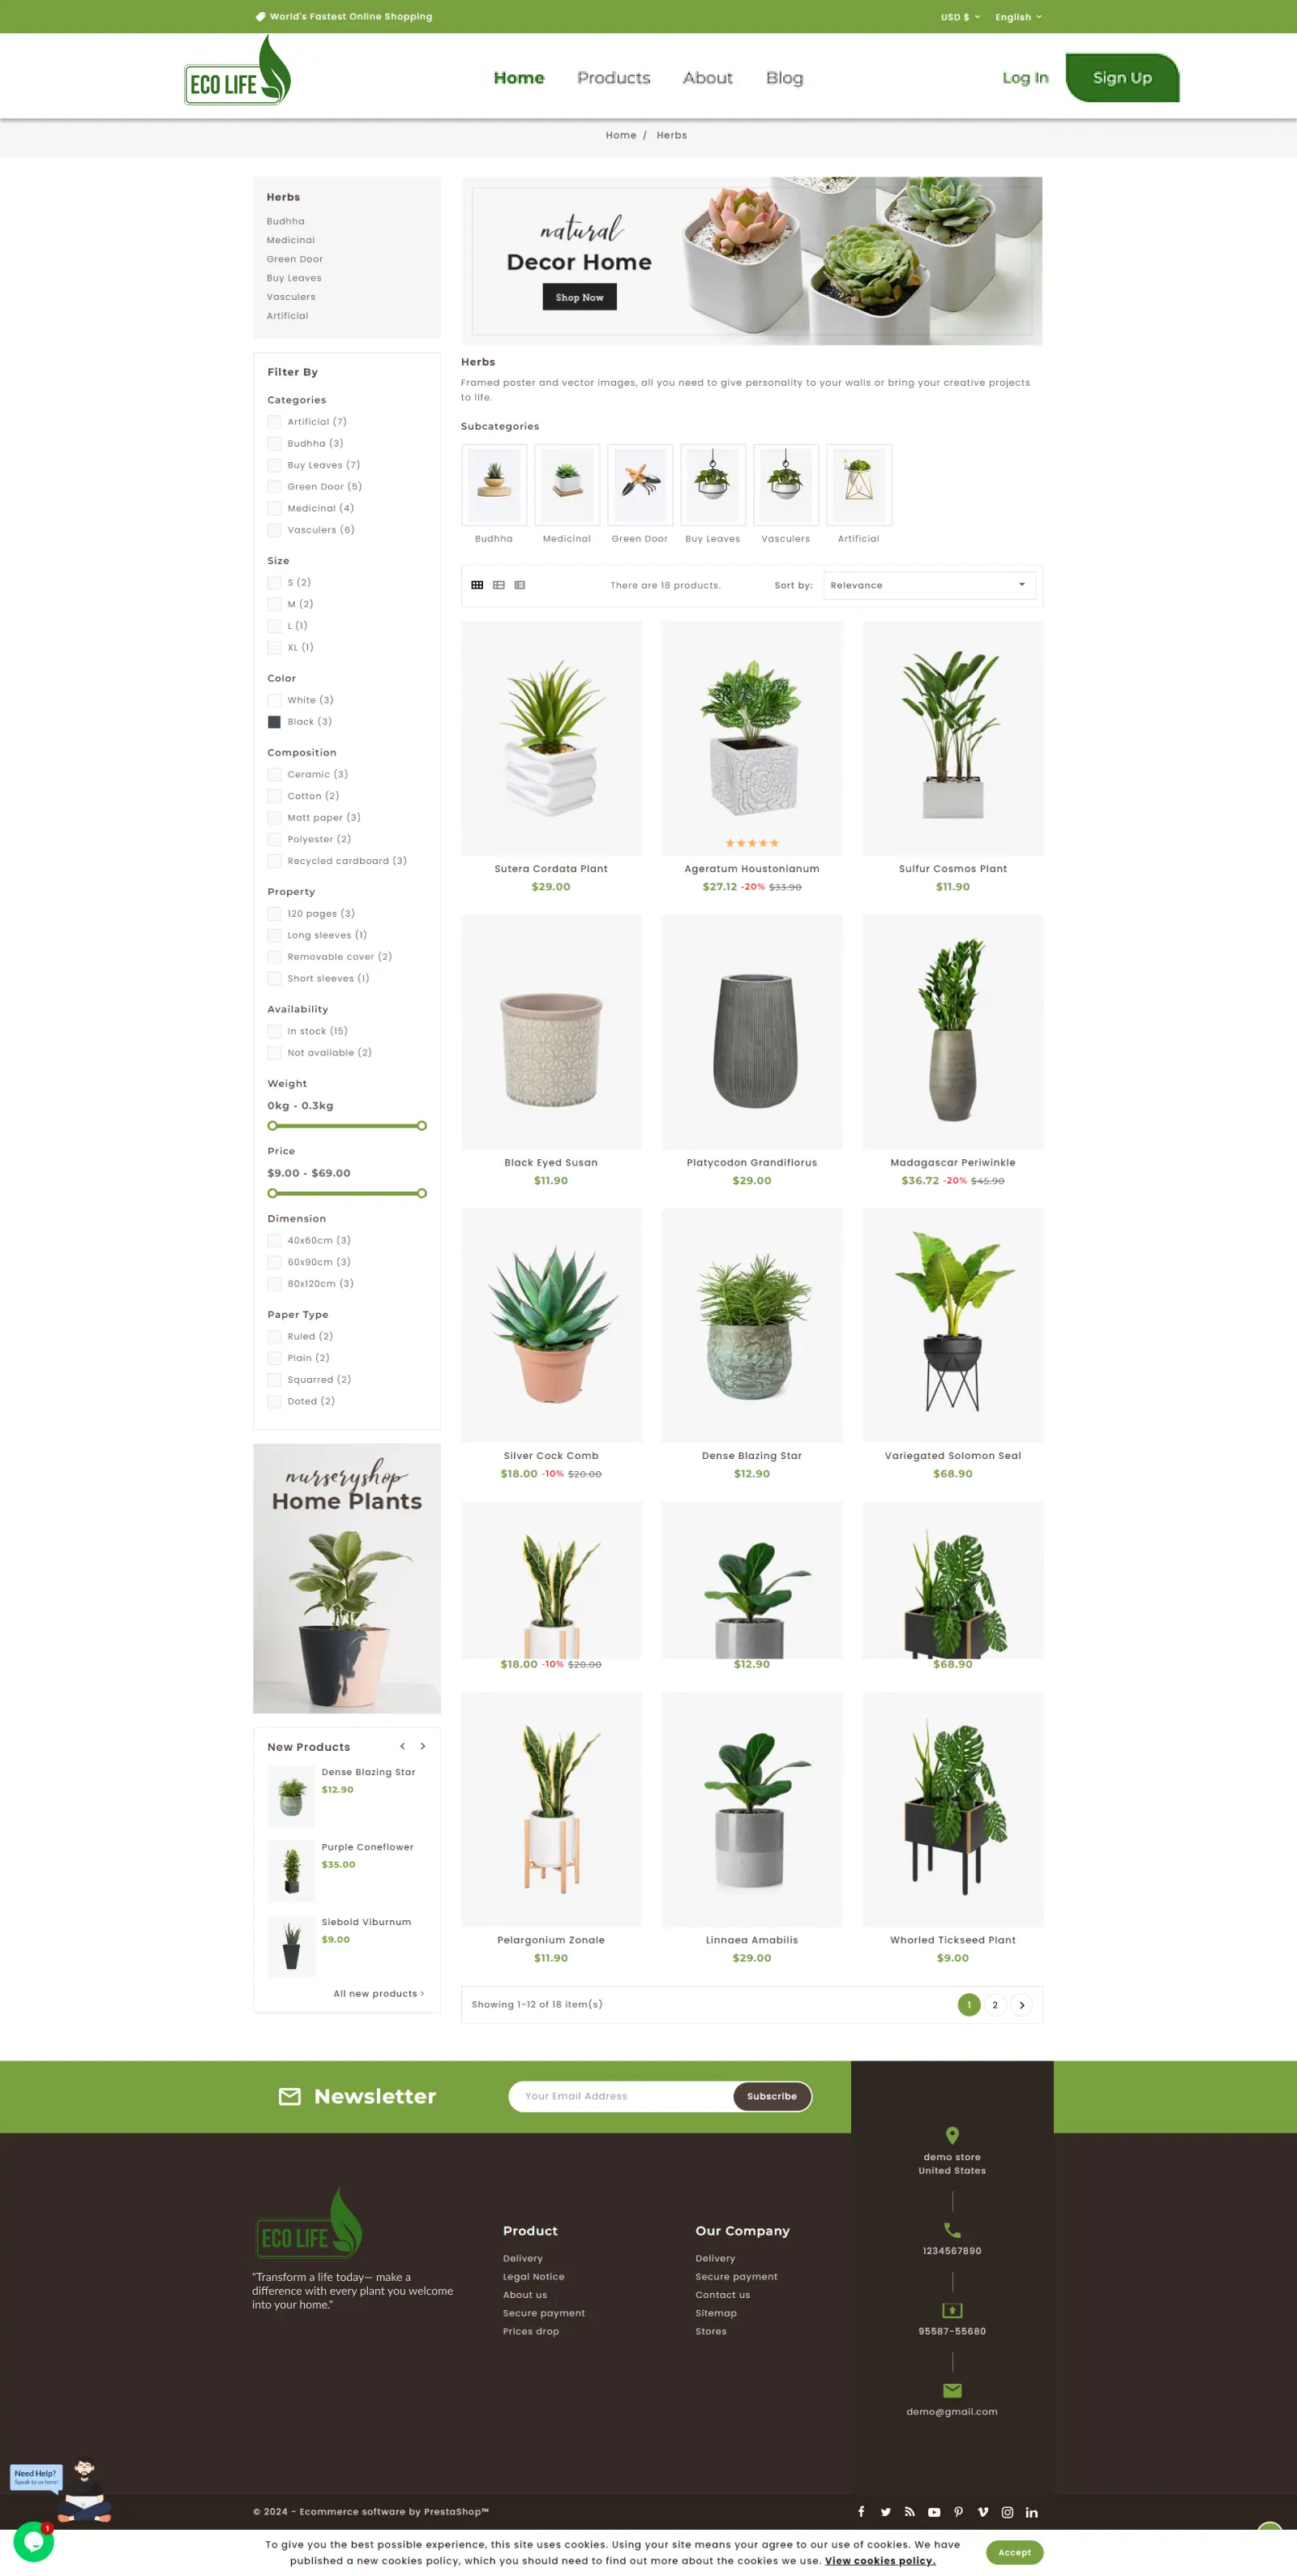 World's Fastest Online Shopping
USD $
English
ECO LIFE
Home
Products
About
Blog
Log In
Sign Up
Home / Herbs
Herbs
Budhha
Medicinal
Green Door
Buy Leaves
Vasculers
Artificial
Filter By
Categories
Artificial (7)
Budhha (3)
Buy Leaves (7)
Green Door (5)
Medicinal (4)
Vasculers (6)
Size
S (2)
M (2)
L (1)
XL (1)
Color
White (3)
Black (3)
Composition
Ceramic (3)
Cotton (2)
Matt paper (3)
Polyester (2)
Recycled cardboard (3)
Property
120 pages (3)
Long sleeves (1)
Removable cover (2)
Short sleeves (1)
Availability
In stock (15)
Not available (2)
Weight
0kg - 0.3kg
Price
$9.00 - $69.00
Dimension
40x60cm (3)
60x90cm (3)
80x120cm (3)
Paper Type
Ruled (2)
Plain (2)
Squarred (2)
Doted (2)
nurseryshop
Home Plants
New Products
Dense Blazing Star
$12.90
Purple Coneflower
$35.00
Siebold Viburnum
$9.00
All new products
natural
Decor Home
Shop Now
Herbs
Framed poster and vector images, all you need to give personality to your walls or bring your creative projects
to life.
Subcategories
Budhha
Medicinal
Green Door
Buy Leaves
Vasculers
Artificial
There are 18 products.
Sort by:
Relevance
Sutera Cordata Plant
$29.00
Ageratum Houstonianum
$27.12 -20% $33.90
Sulfur Cosmos Plant
$11.90
Black Eyed Susan
$11.90
Platycodon Grandiflorus
$29.00
Madagascar Periwinkle
$36.72 -20% $45.90
Silver Cock Comb
$18.00 -10% $20.00
Dense Blazing Star
$12.90
Variegated Solomon Seal
$68.90
$18.00 -10% $20.00
$12.90
$68.90
Pelargonium Zonale
$11.90
Linnaea Amabilis
$29.00
Whorled Tickseed Plant
$9.00
Showing 1-12 of 18 item(s)
1
2
Newsletter
Your Email Address
Subscribe
ECO LIFE
"Transform a life today— make a
difference with every plant you welcome
into your home."
Product
Delivery
Legal Notice
About us
Secure payment
Prices drop
Our Company
Delivery
Secure payment
Contact us
Sitemap
Stores
demo store
United States
1234567890
95587-55680
demo@gmail.com
Need Help?
Speak to us here!
1
© 2024 - Ecommerce software by PrestaShop™
To give you the best possible experience, this site uses cookies. Using your site means your agree to our use of cookies. We have
published a new cookies policy, which you should need to find out more about the cookies we use. View cookies policy.
Accept